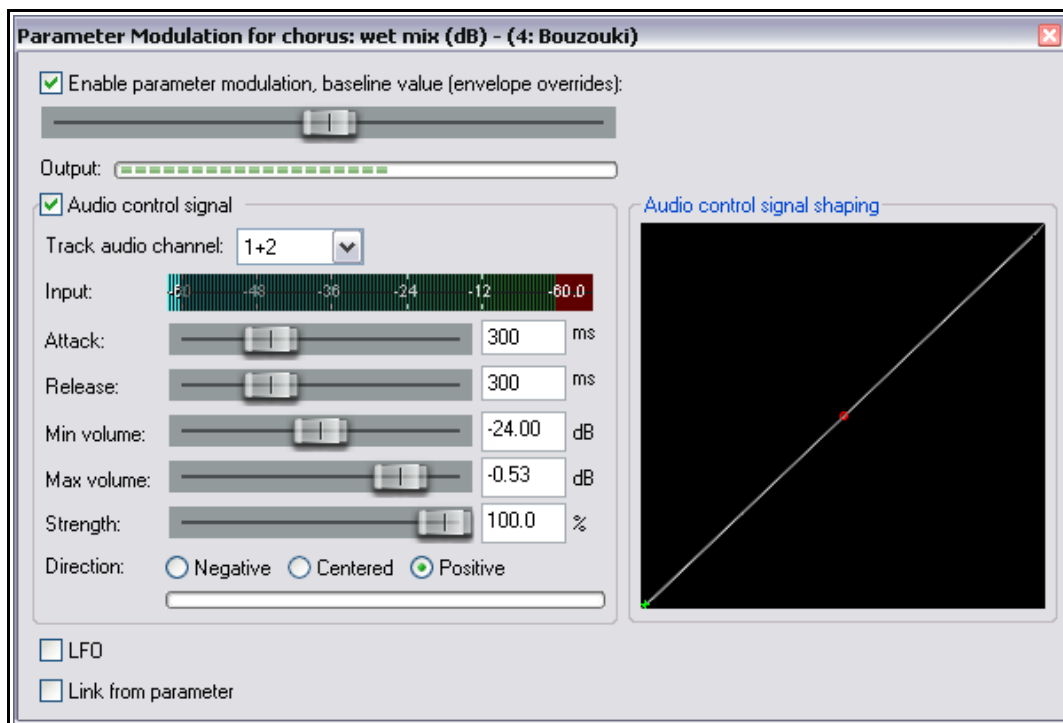 Parameter Modulation for chorus: wet mix (dB) - (4: Bouzouki)
Enable parameter modulation, baseline value (envelope overrides):
Output:
Audio control signal
Audio control signal shaping
Track audio channel: 1+2
Input: -60 -48 -36 -24 -12 -60.0
Attack: 300 ms
Release: 300 ms
Min volume: -24.00 dB
Max volume: -0.53 dB
Strength: 100.0 %
Direction: Negative Centered Positive
LFO
Link from parameter